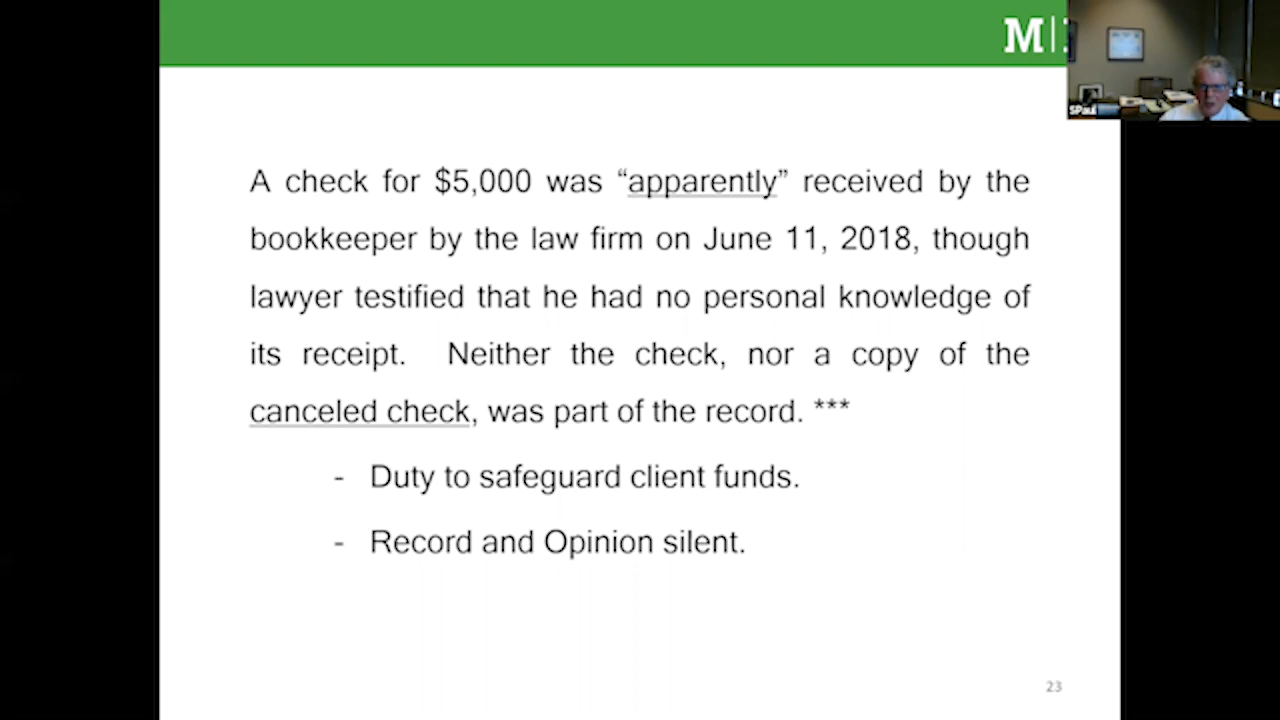 M|
SPaul
A check for $5,000 was “apparently” received by the
bookkeeper by the law firm on June 11, 2018, though
lawyer testified that he had no personal knowledge of
its receipt. Neither the check, nor a copy of the
canceled check, was part of the record. ***
- Duty to safeguard client funds.
- Record and Opinion silent.
23